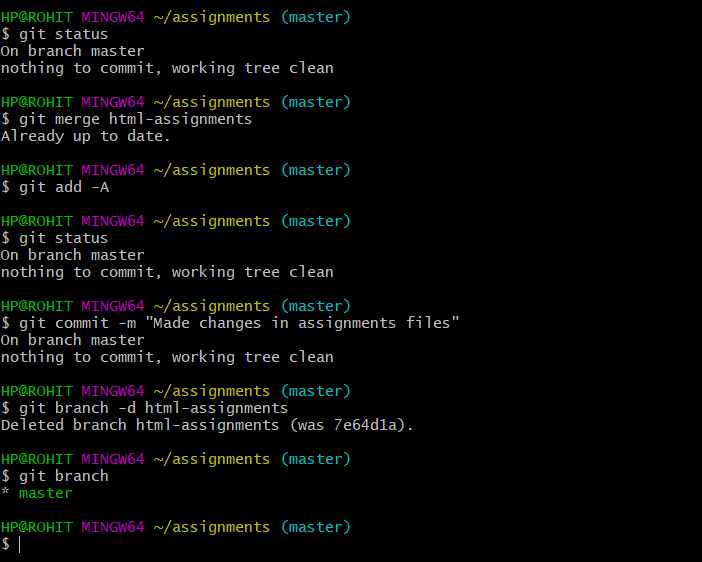 HP@ROHIT MINGW64 ~/assignments (master)
$ git status
On branch master
nothing to commit, working tree clean
HP@ROHIT MINGW64 ~/assignments (master)
$ git merge html-assignments
Already up to date.
HP@ROHIT MINGW64 ~/assignments (master)
$ git add -A
HP@ROHIT MINGW64 ~/assignments (master)
$ git status
On branch master
nothing to commit, working tree clean
HP@ROHIT MINGW64 ~/assignments (master)
$ git commit -m "Made changes in assignments files"
On branch master
nothing to commit, working tree clean
HP@ROHIT MINGW64 ~/assignments (master)
$ git branch -d html-assignments
Deleted branch html-assignments (was 7e64d1a).
HP@ROHIT MINGW64 ~/assignments (master)
$ git branch
* master
HP@ROHIT MINGW64 ~/assignments (master)
$